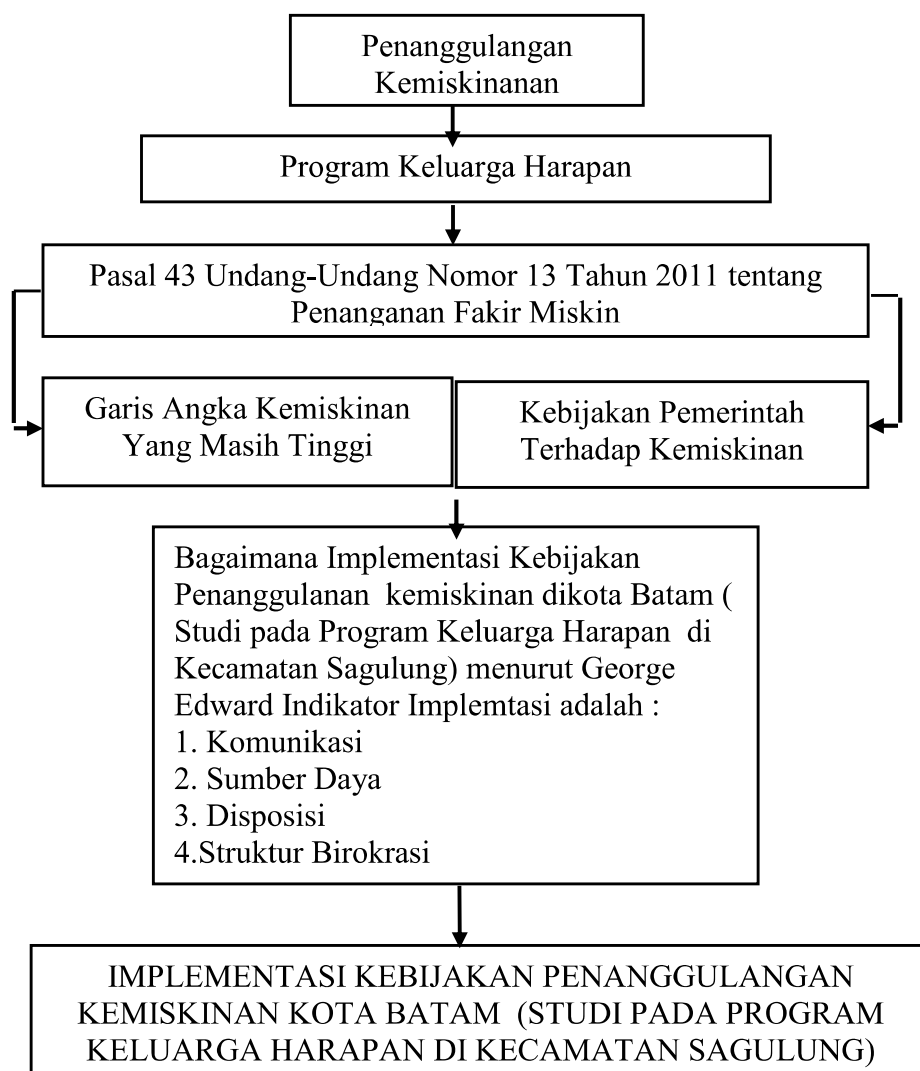 Penanggulangan
Kemiskinanan
Program Keluarga Harapan
Pasal 43 Undang-Undang Nomor 13 Tahun 2011 tentang
Penanganan Fakir Miskin
Garis Angka Kemiskinan
Yang Masih Tinggi
Kebijakan Pemerintah
Terhadap Kemiskinan
Bagaimana Implementasi Kebijakan
Penanggulanan kemiskinan dikota Batam (
Studi pada Program Keluarga Harapan di
Kecamatan Sagulung) menurut George
Edward Indikator Implemtasi adalah :
1. Komunikasi
2. Sumber Daya
3. Disposisi
4.Struktur Birokrasi
IMPLEMENTASI KEBIJAKAN PENANGGULANGAN
KEMISKINAN KOTA BATAM (STUDI PADA PROGRAM
KELUARGA HARAPAN DI KECAMATAN SAGULUNG)